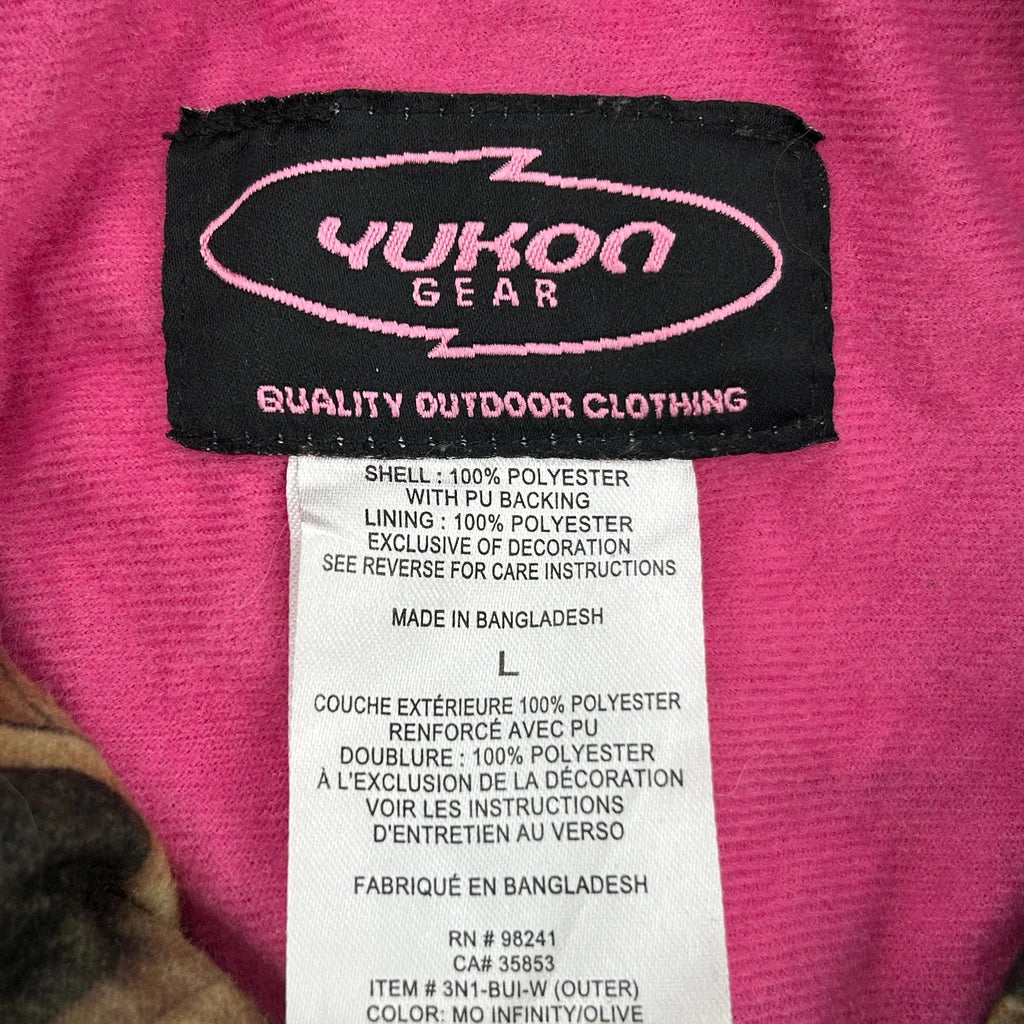 YUKON
GEAR
QUALITY OUTDOOR CLOTHING
SHELL : 100% POLYESTER
WITH PU BACKING
LINING : 100% POLYESTER
EXCLUSIVE OF DECORATION
SEE REVERSE FOR CARE INSTRUCTIONS
MADE IN BANGLADESH
L
COUCHE EXTÉRIEURE 100% POLYESTER
RENFORCÉ AVEC PU
DOUBLURE : 100% POLYESTER
À L'EXCLUSION DE LA DÉCORATION
VOIR LES INSTRUCTIONS
D'ENTRETIEN AU VERSO
FABRIQUÉ EN BANGLADESH
RN # 98241
CA# 35853
ITEM # 3N1-BUI-W (OUTER)
COLOR: MO INFINITY/OLIVE